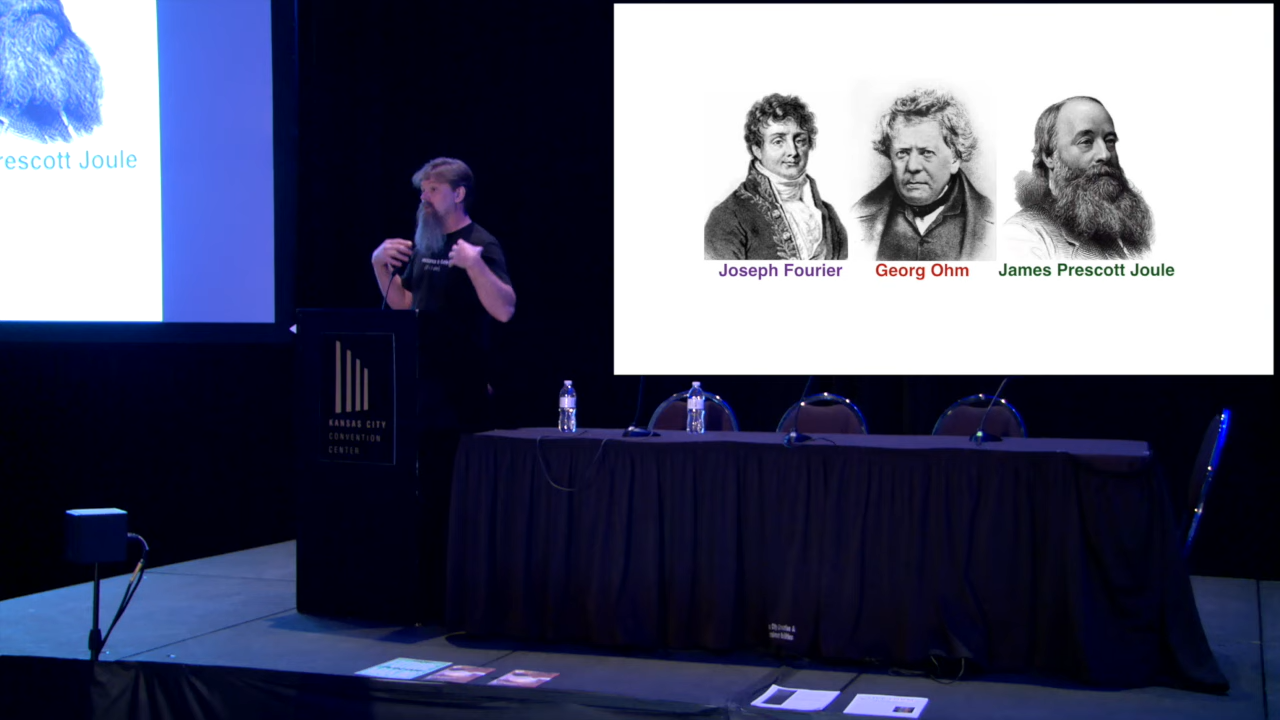 rescott Joule
Joseph Fourier
Georg Ohm
James Prescott Joule
KANSAS CITY
CONVENTION
CENTER